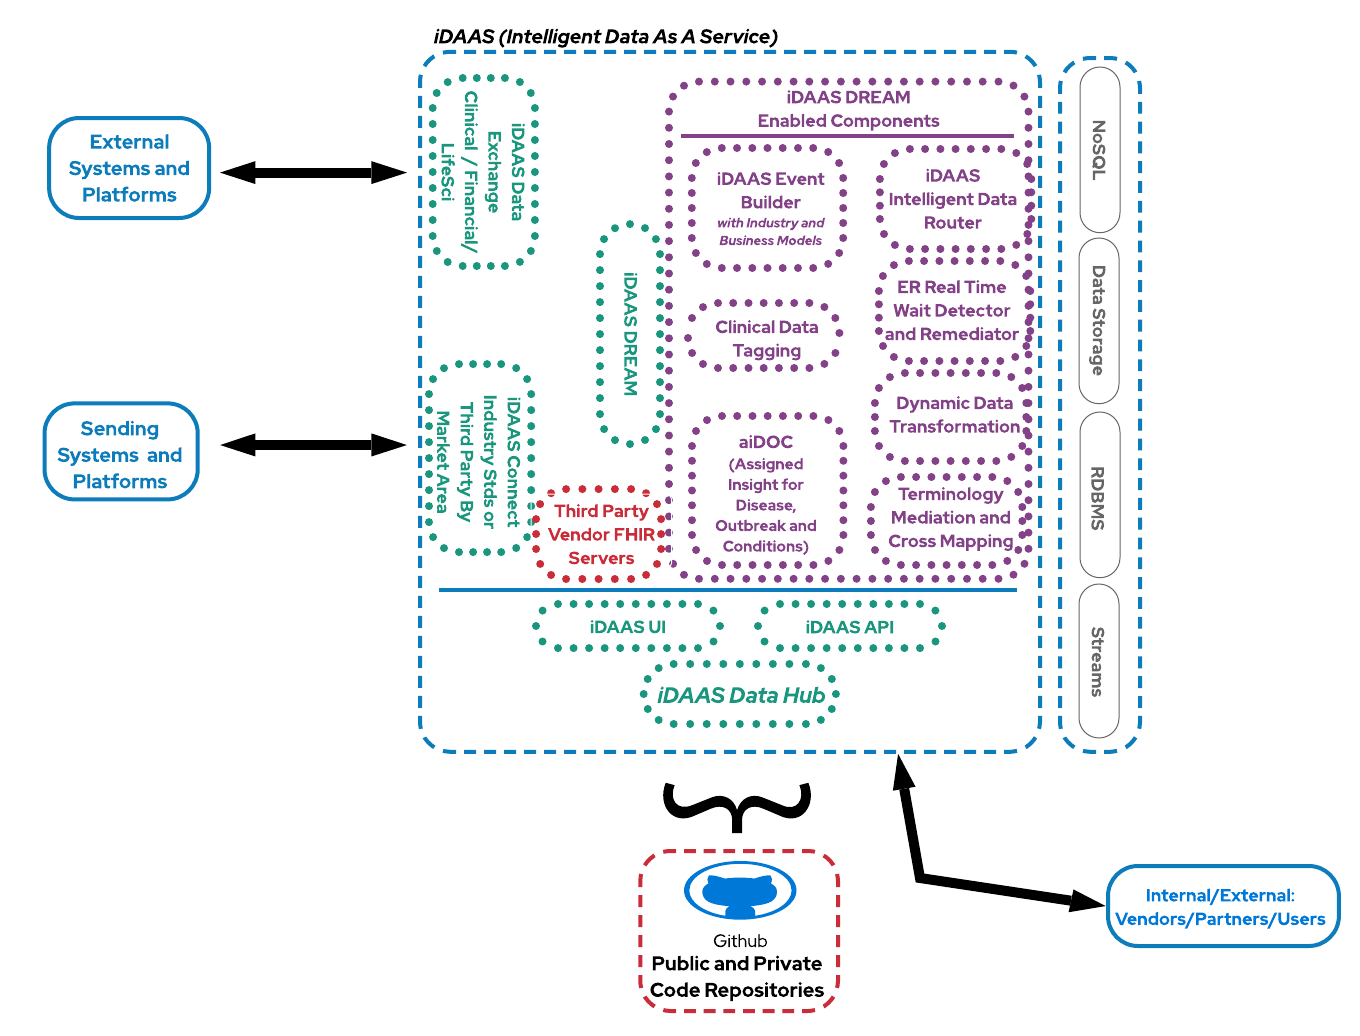 iDAAS (Intelligent Data As A Service)
External
Systems and
Platforms
Sending
Systems and
Platforms
iDAAS Data
Exchange
Clinical / Financial/
LifeSci
iDAAS Connect
Industry Stds or
Third Party By
Market Area
iDAAS DREAM
Third Party
Vendor FHIR
Servers
iDAAS DREAM
Enabled Components
iDAAS Event
Builder
with Industry and
Business Models
Clinical Data
Tagging
aiDOC
(Assigned
Insight for
Disease,
Outbreak and
Conditions)
iDAAS
Intelligent Data
Router
ER Real Time
Wait Detector
and Remediator
Dynamic Data
Transformation
Terminology
Mediation and
Cross Mapping
iDAAS UI
iDAAS API
iDAAS Data Hub
NoSQL
Data Storage
RDBMS
Streams
Github
Public and Private
Code Repositories
Internal/External:
Vendors/Partners/Users